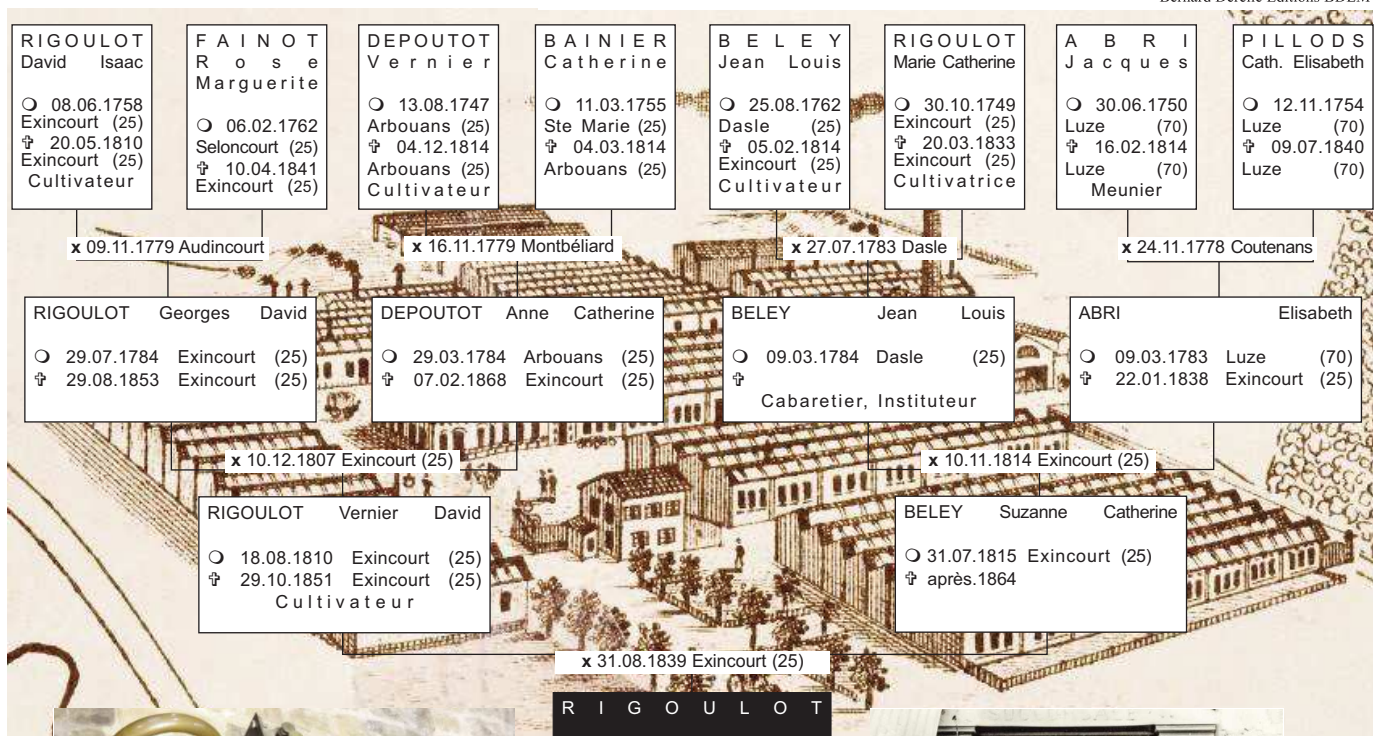 RIGOULOT
David Isaac
❍ 08.06.1758
Exincourt (25)
✞ 20.05.1810
Exincourt (25)
Cultivateur
FAINOT
Rose
Marguerite
❍ 06.02.1762
Seloncourt (25)
✞ 10.04.1841
Exincourt (25)
DEPOUTOT
Vernier
❍ 13.08.1747
Arbouans (25)
✞ 04.12.1814
Arbouans (25)
Cultivateur
BAINIER
Catherine
❍ 11.03.1755
Ste Marie (25)
✞ 04.03.1814
Arbouans (25)
BELEY
Jean Louis
❍ 25.08.1762
Dasle (25)
✞ 05.02.1814
Exincourt (25)
Cultivateur
RIGOULOT
Marie Catherine
❍ 30.10.1749
Exincourt (25)
✞ 20.03.1833
Exincourt (25)
Cultivatrice
ABRI
Jacques
❍ 30.06.1750
Luze (70)
✞ 16.02.1814
Luze (70)
Meunier
PILLODS
Cath. Elisabeth
❍ 12.11.1754
Luze (70)
✞ 09.07.1840
Luze (70)
x 09.11.1779 Audincourt
x 16.11.1779 Montbéliard
x 27.07.1783 Dasle
x 24.11.1778 Coutenans
RIGOULOT Georges David
❍ 29.07.1784 Exincourt (25)
✞ 29.08.1853 Exincourt (25)
DEPOUTOT Anne Catherine
❍ 29.03.1784 Arbouans (25)
✞ 07.02.1868 Exincourt (25)
BELEY Jean Louis
❍ 09.03.1784 Dasle (25)
✞
Cabaretier, Instituteur
ABRI Elisabeth
❍ 09.03.1783 Luze (70)
✞ 22.01.1838 Exincourt (25)
x 10.12.1807 Exincourt (25)
x 10.11.1814 Exincourt (25)
RIGOULOT Vernier David
❍ 18.08.1810 Exincourt (25)
✞ 29.10.1851 Exincourt (25)
Cultivateur
BELEY Suzanne Catherine
❍ 31.07.1815 Exincourt (25)
✞ après.1864
x 31.08.1839 Exincourt (25)
RIGOULOT